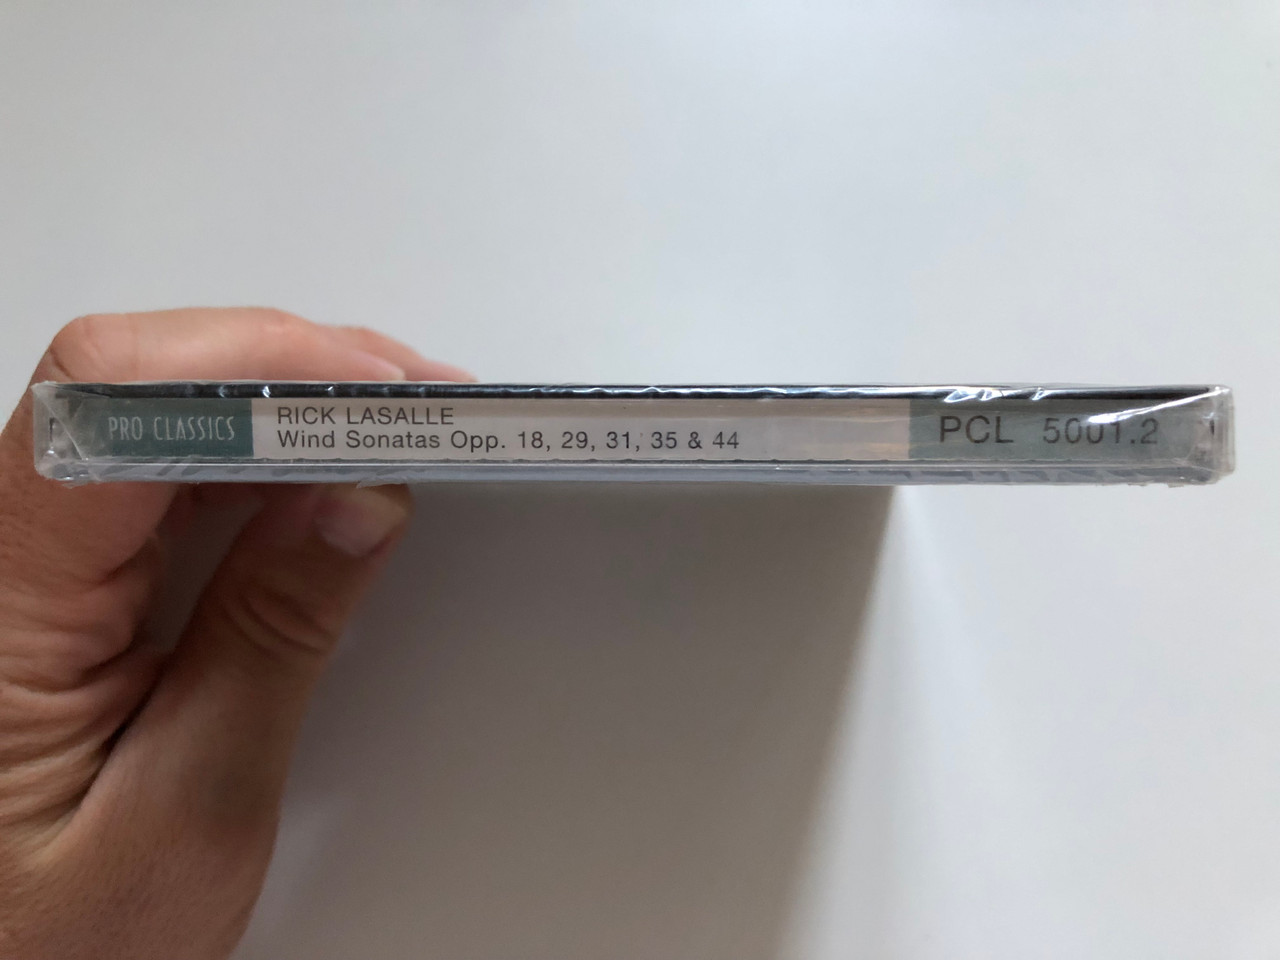 PRO CLASSICS
RICK LASALLE
Wind Sonatas Opp. 18, 29, 31, 35 & 44
PCL 5001.2